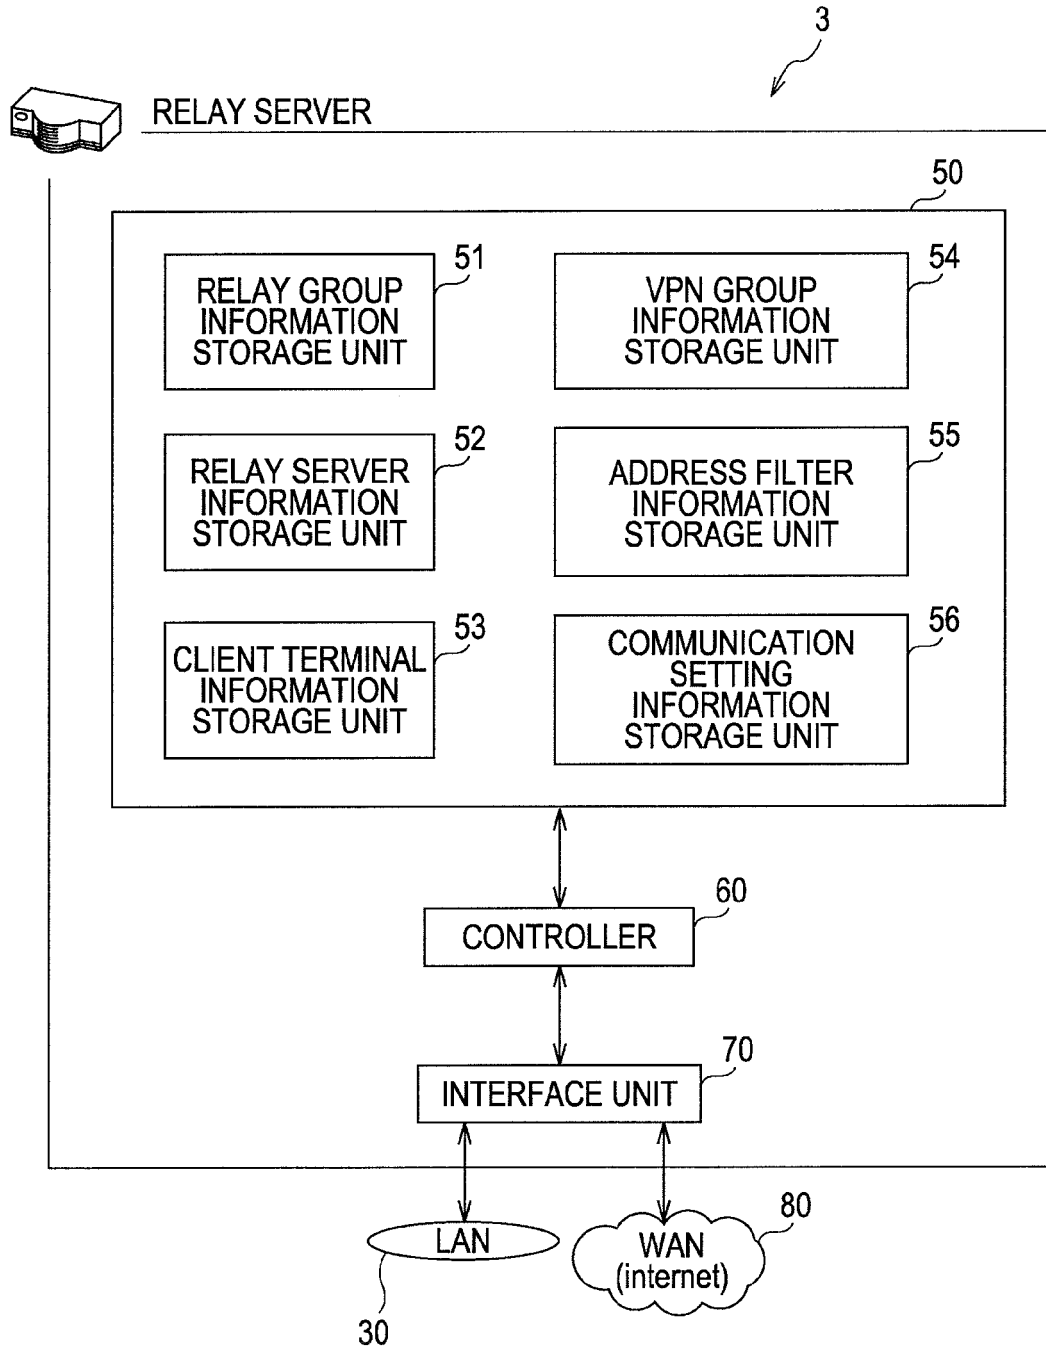 3
RELAY SERVER
50
51
RELAY GROUP
INFORMATION
STORAGE UNIT
54
VPN GROUP
INFORMATION
STORAGE UNIT
52
RELAY SERVER
INFORMATION
STORAGE UNIT
55
ADDRESS FILTER
INFORMATION
STORAGE UNIT
53
CLIENT TERMINAL
INFORMATION
STORAGE UNIT
56
COMMUNICATION
SETTING
INFORMATION
STORAGE UNIT
60
CONTROLLER
70
INTERFACE UNIT
LAN
30
80
WAN
(internet)